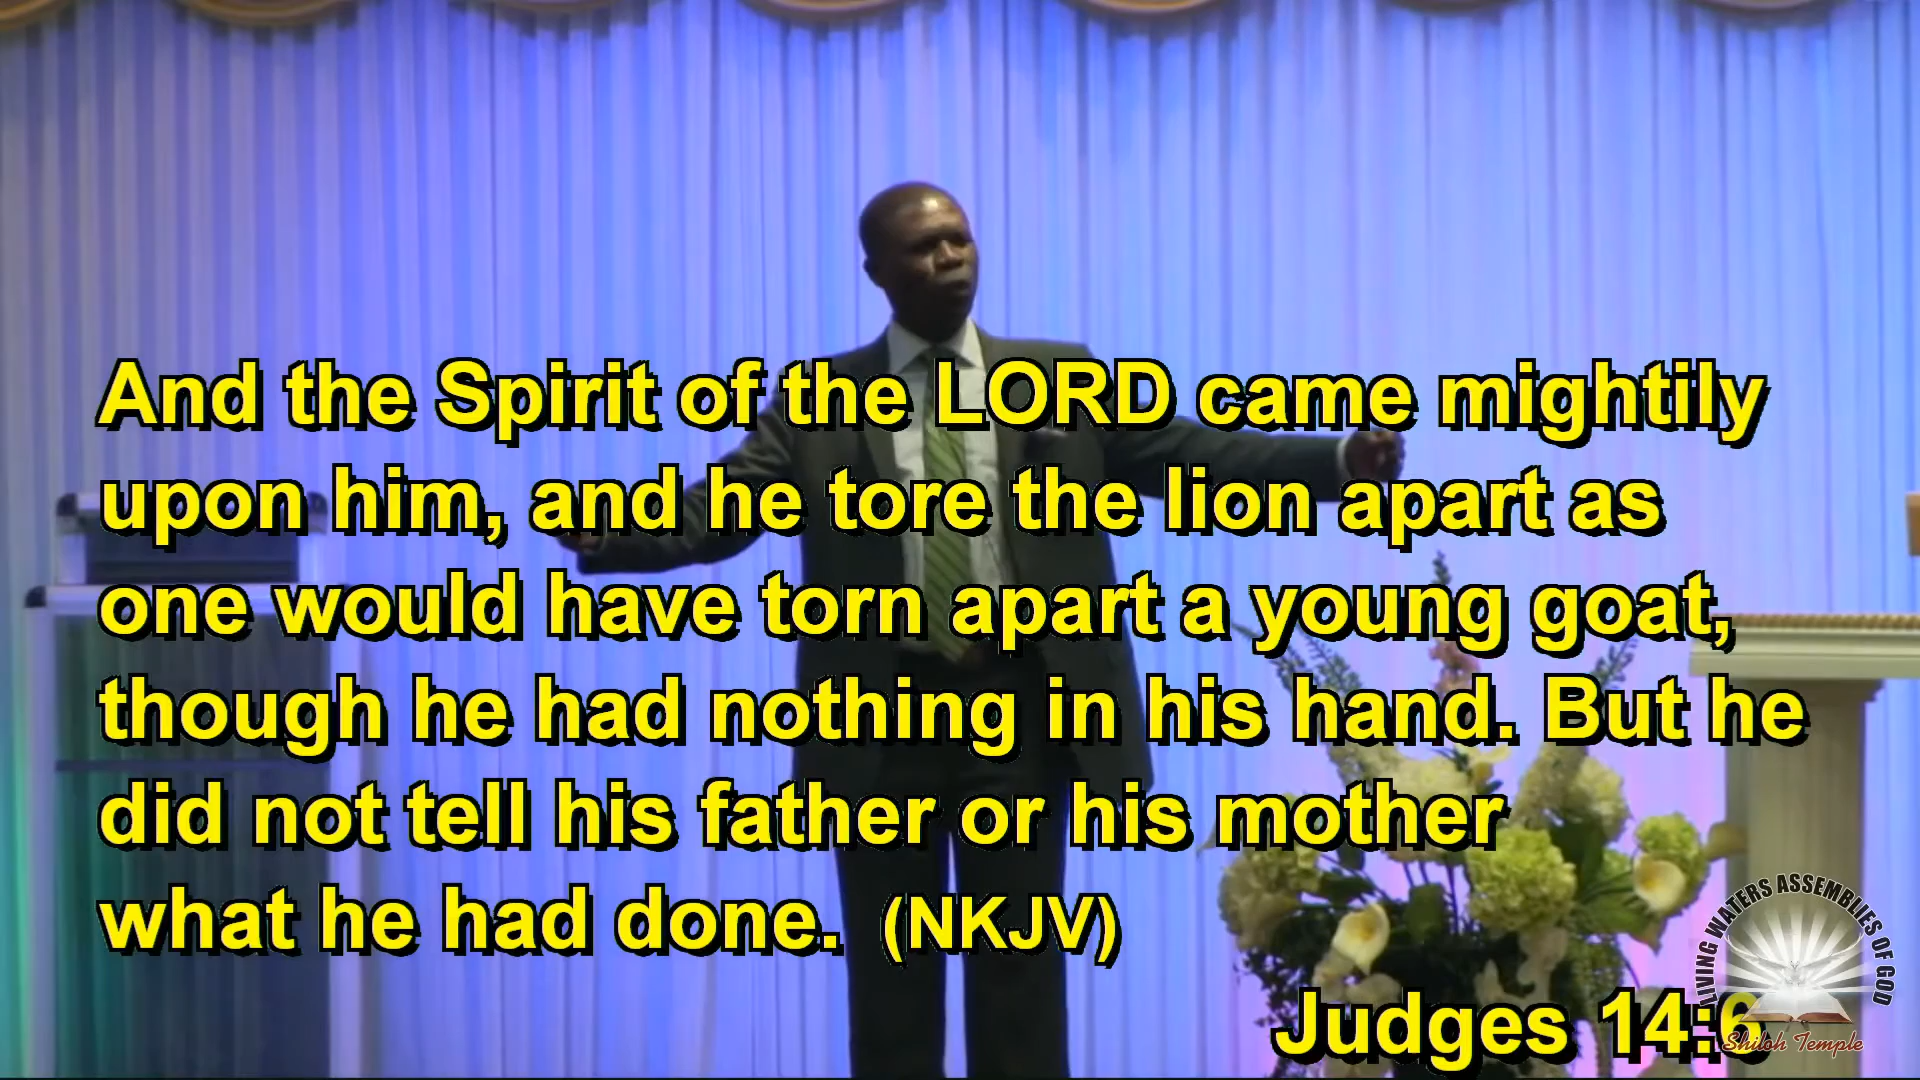 And the Spirit of the LORD came mightily
upon him, and he tore the lion apart as
one would have torn apart a young goat,
though he had nothing in his hand. But he
did not tell his father or his mother
what he had done. (NKJV)
Judges 14:6
LIVING WATERS ASSEMBLIES OF GOD
Shiloh Temple